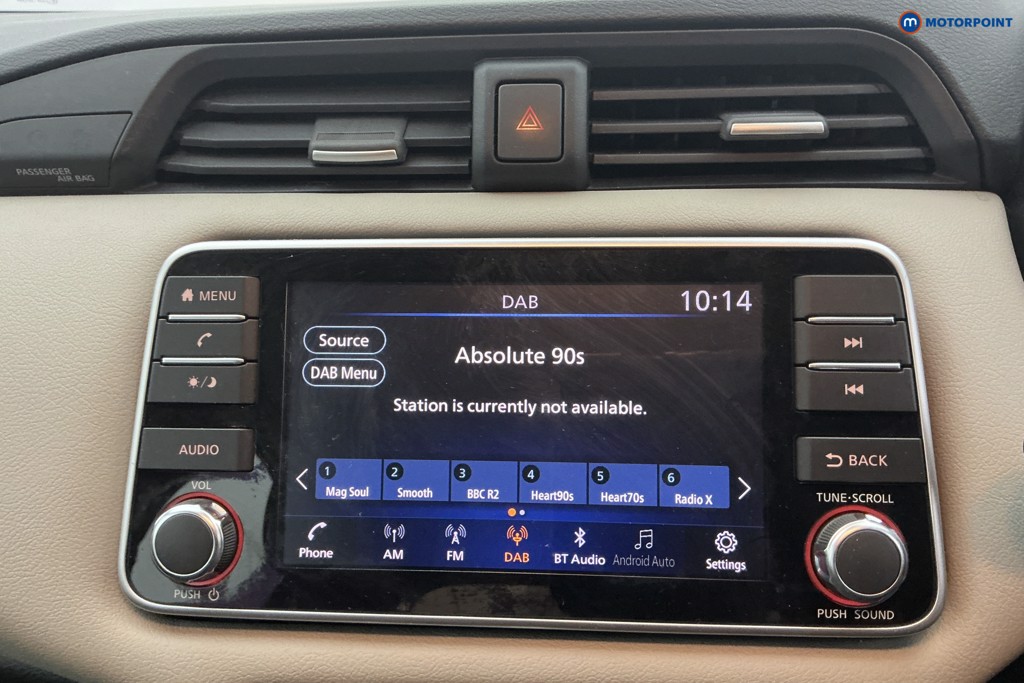 m MOTORPOINT
PASSENGER
AIR BAG
MENU
DAB
10:14
Source
Absolute 90s
DAB Menu
Station is currently not available.
AUDIO
BACK
1 2 3 4 5 6
Mag Soul Smooth BBC R2 Heart90s Heart70s Radio X
VOL
TUNE·SCROLL
Phone AM FM DAB BT Audio Android Auto Settings
PUSH
PUSH SOUND